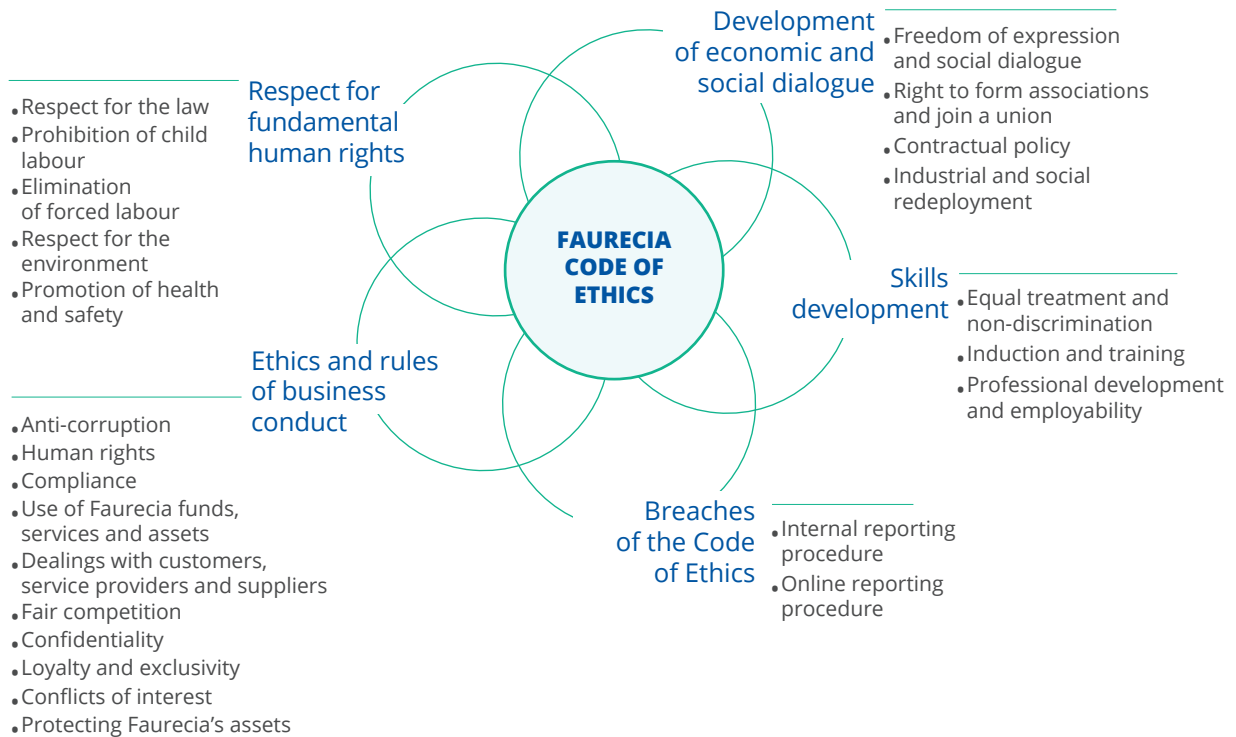 Development
of economic and
social dialogue
•Freedom of expression
and social dialogue
•Right to form associations
and join a union
•Contractual policy
•Industrial and social
redeployment
Respect for
fundamental
human rights
•Respect for the law
•Prohibition of child
labour
•Elimination
of forced labour
•Respect for the
environment
•Promotion of health
and safety
FAURECIA
CODE OF
ETHICS
Skills
development
•Equal treatment and
non-discrimination
•Induction and training
•Professional development
and employability
Ethics and rules
of business
conduct
•Anti-corruption
•Human rights
•Compliance
•Use of Faurecia funds,
services and assets
•Dealings with customers,
service providers and suppliers
•Fair competition
•Confidentiality
•Loyalty and exclusivity
•Conflicts of interest
•Protecting Faurecia’s assets
Breaches
of the Code
of Ethics
•Internal reporting
procedure
•Online reporting
procedure